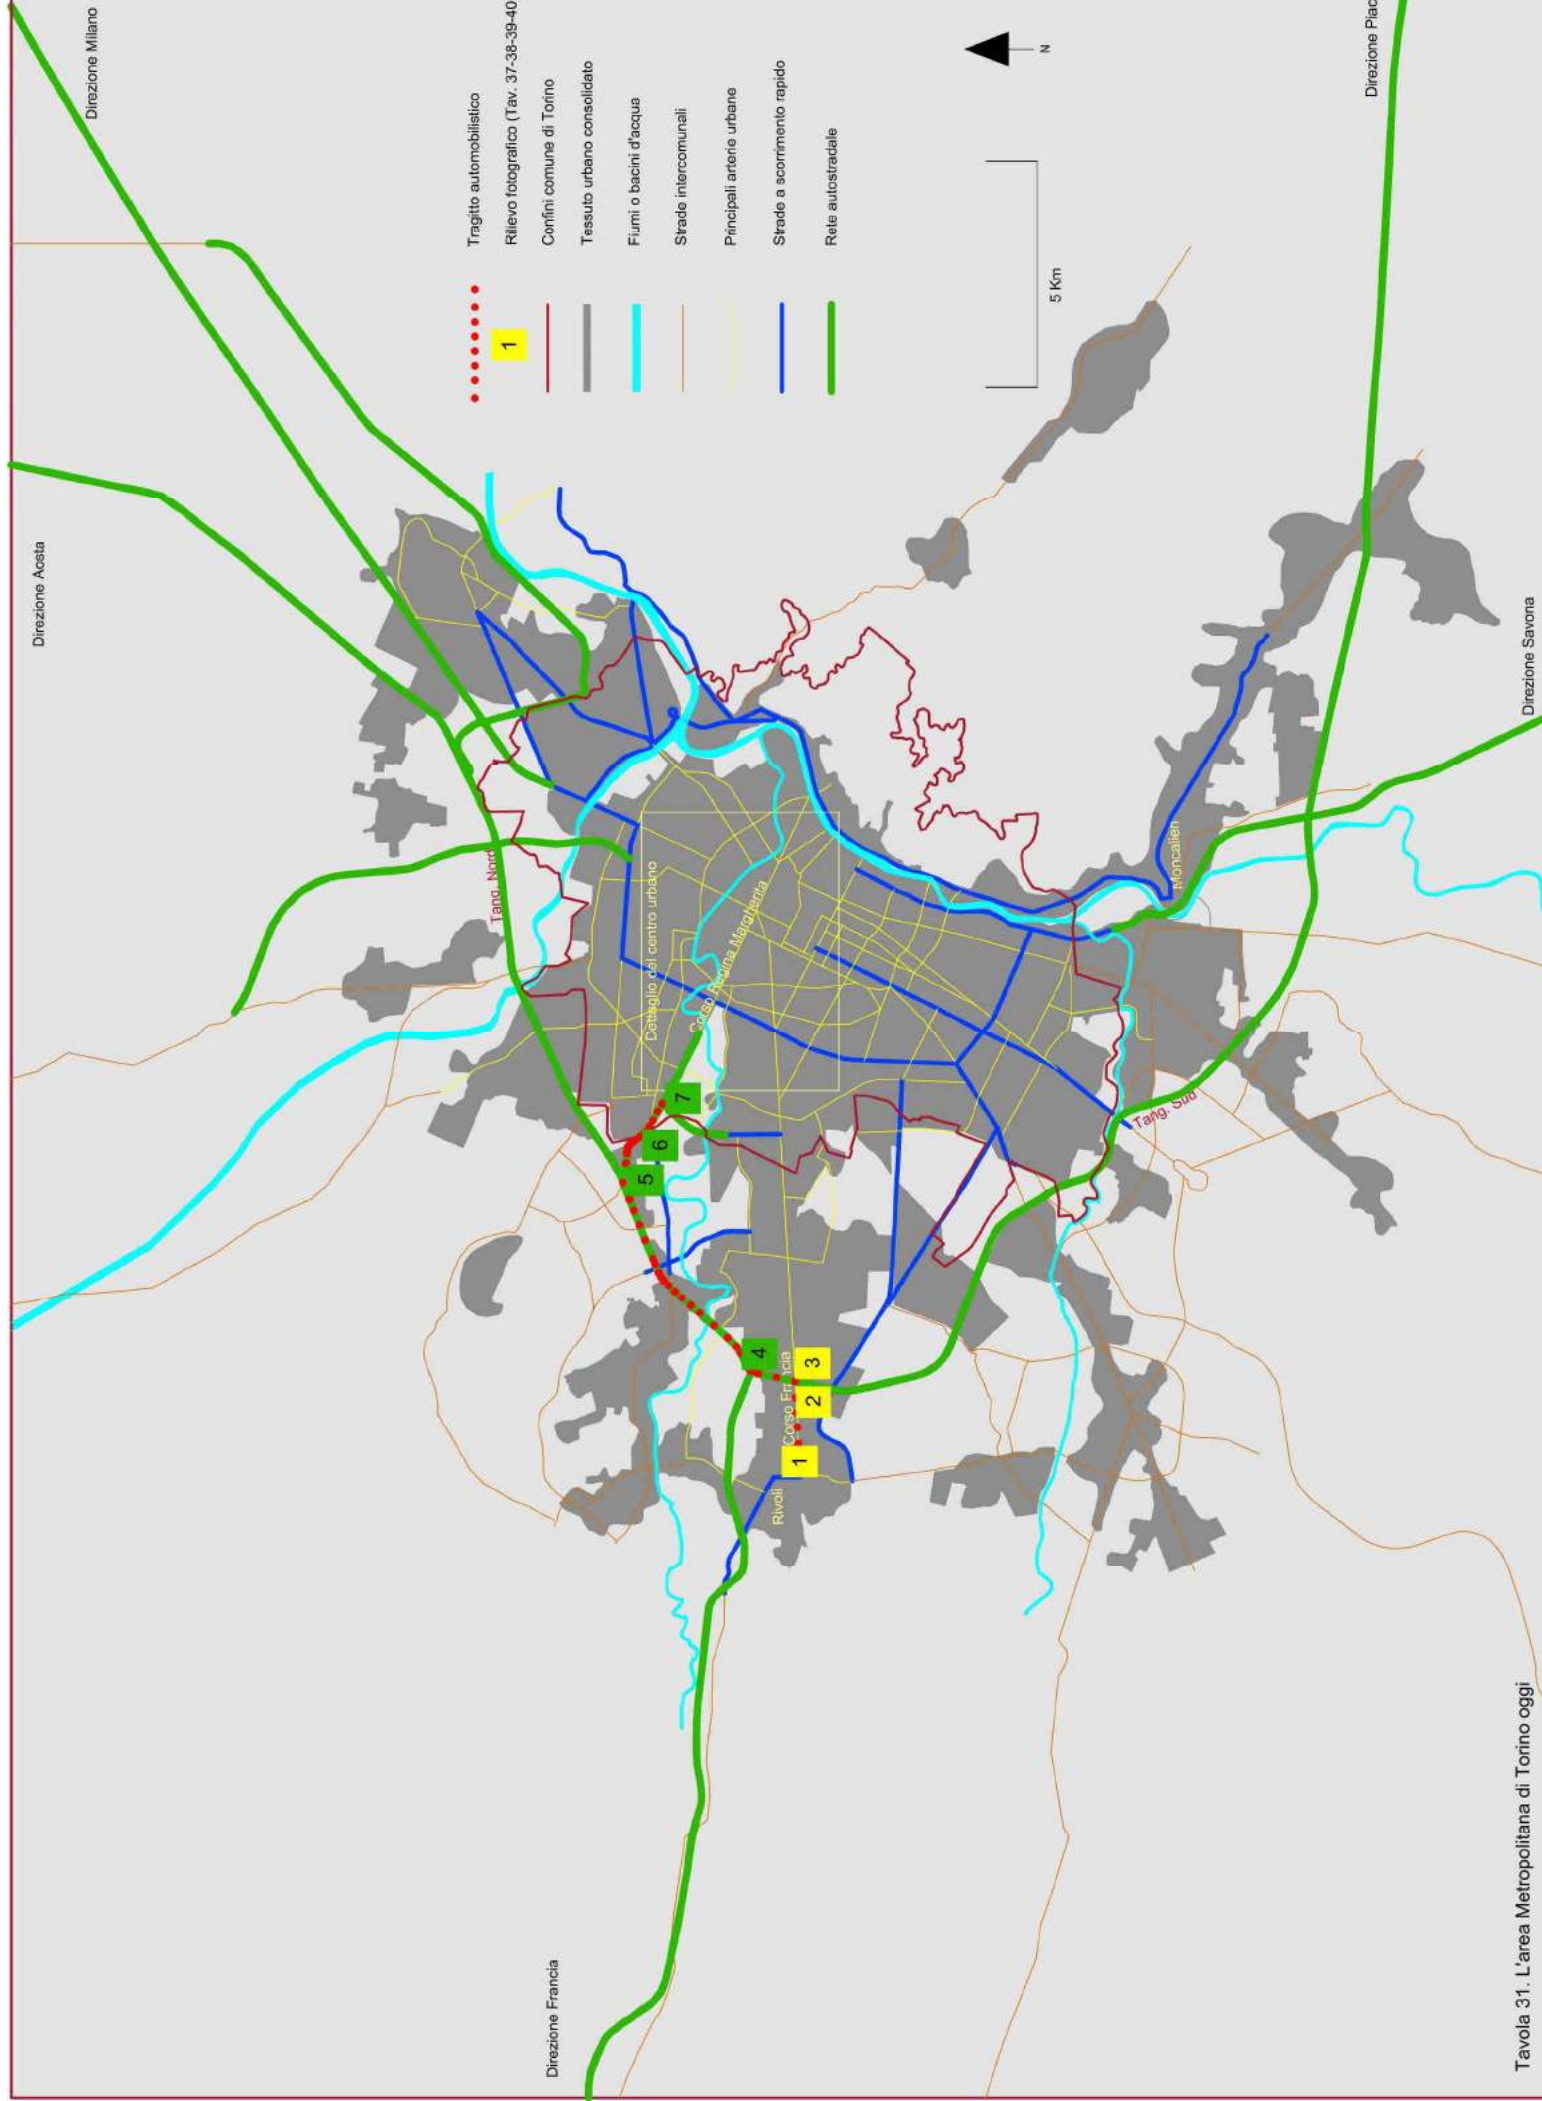 Direzione Francia
Direzione Aosta
Direzione Milano
Tang. Nord
Dettaglio del centro urbano
Corso Regina Margherita
7
6
5
4
3
2
1
Corso Francia
Rivoli
Tang. Sud
Moncalieri
Tragitto automobilistico
1
Rilievo fotografico (Tav. 37-38-39-40
Confini comune di Torino
Tessuto urbano consolidato
Fiumi o bacini d'acqua
Strade intercomunali
Principali arterie urbane
Strade a scorrimento rapido
Rete autostradale
N
5 Km
Direzione Piac
Direzione Savona
Tavola 31. L'area Metropolitana di Torino oggi